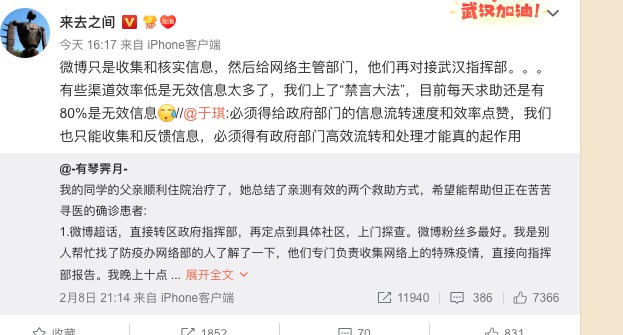 武汉加油!
来去之间
今天 16:17 来自 iPhone客户端
微博只是收集和核实信息，然后给网络主管部门，他们再对接武汉指挥部。。。
有些渠道效率低是无效信息太多了，我们上了“禁言大法”，目前每天求助还是有
80%是无效信息//@于琪:必须得给政府部门的信息流转速度和效率点赞，我们
也只能收集和反馈信息，必须得有政府部门高效流转和处理才能真的起作用
@-有琴霁月-
我的同学的父亲顺利住院治疗了，她总结了亲测有效的两个救助方式，希望能帮助但正在苦苦
寻医的确诊患者:
1.微博超话，直接转区政府指挥部，再定点到具体社区，上门探查。微博粉丝多最好。我是别
人帮忙找了防疫办网络部的人了解了一下，他们专门负责收集网络上的特殊疫情，直接向指挥
部报告。我晚上十点 ... 展开全文
2月8日 21:14 来自 iPhone客户端 11940 386 7366
收藏 1852 70 831